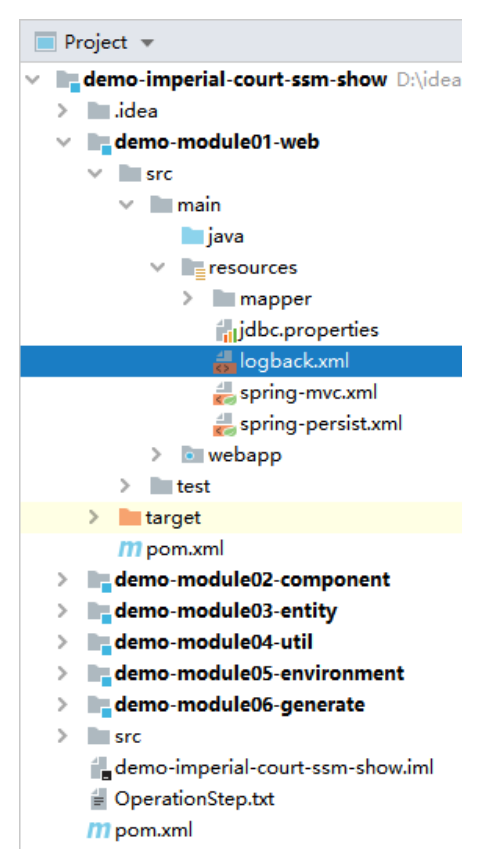 Project
demo-imperial-court-ssm-show D:\idea
.idea
demo-module01-web
src
main
java
resources
mapper
jdbc.properties
logback.xml
spring-mvc.xml
spring-persist.xml
webapp
test
target
pom.xml
demo-module02-component
demo-module03-entity
demo-module04-util
demo-module05-environment
demo-module06-generate
src
demo-imperial-court-ssm-show.iml
OperationStep.txt
pom.xml